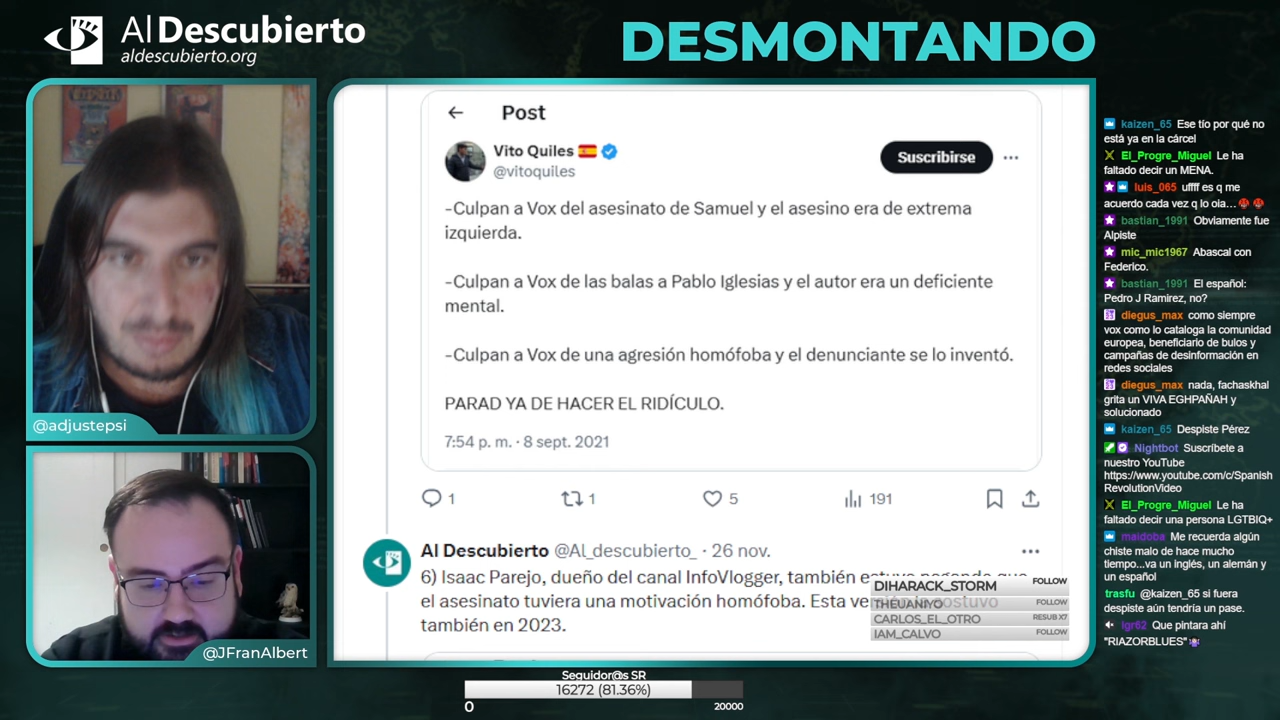 Al Descubierto
aldescubierto.org
DESMONTANDO
@adjustepsi
@JFranAlbert
Post
Vito Quiles
@vitoquiles
Suscribirse
-Culpan a Vox del asesinato de Samuel y el asesino era de extrema
izquierda.
-Culpan a Vox de las balas a Pablo Iglesias y el autor era un deficiente
mental.
-Culpan a Vox de una agresión homófoba y el denunciante se lo inventó.
PARAD YA DE HACER EL RIDÍCULO.
7:54 p. m. · 8 sept. 2021
1
1
5
191
Al Descubierto @Al_descubierto_ · 26 nov.
6) Isaac Parejo, dueño del canal InfoVlogger, también estuvo negando que
el asesinato tuviera una motivación homófoba. Esta
también en 2023.
DIHARACK_STORM FOLLOW
THEUANIYO FOLLOW
CARLOS_EL_OTRO RESUB X7
IAM_CALVO FOLLOW
kaizen_65 Ese tío por qué no
está ya en la cárcel
El_Progre_Miguel Le ha
faltado decir un MENA.
luis_065 uffff es q me
acuerdo cada vez q lo oia...
bastian_1991 Obviamente fue
Alpiste
mic_mic1967 Abascal con
Federico.
bastian_1991 El español:
Pedro J Ramirez, no?
diegus_max como siempre
vox como lo cataloga la comunidad
europea, beneficiario de bulos y
campañas de desinformación en
redes sociales
diegus_max nada, fachaskhal
grita un VIVA EGHPAÑAH y
solucionado
kaizen_65 Despiste Pérez
Nightbot Suscríbete a
nuestro YouTube
https://www.youtube.com/c/Spanish
RevolutionVideo
El_Progre_Miguel Le ha
faltado decir una persona LGTBIQ+
maidoba Me recuerda algún
chiste malo de hace mucho
tiempo...va un inglés, un alemán y
un español
trasfu @kaizen_65 si fuera
despiste aún tendría un pase.
igr62 Que pintara ahí
"RIAZORBLUES"
Seguidor@s SR
16272 (81.36%)
0
20000